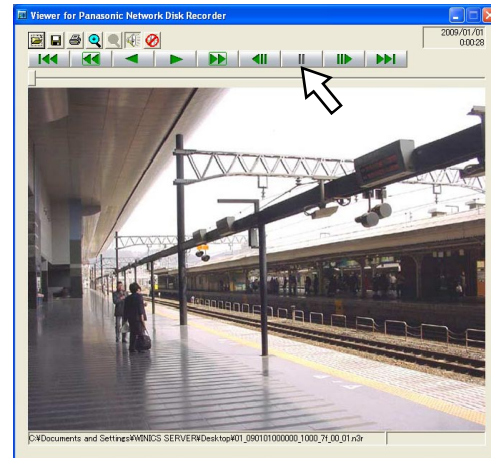 Viewer for Panasonic Network Disk Recorder
2009/01/01
0:00:28
C:¥Documents and Settings¥WINICS SERVER¥Desktop¥01_090101000000_1000_7f_00_01.n3r